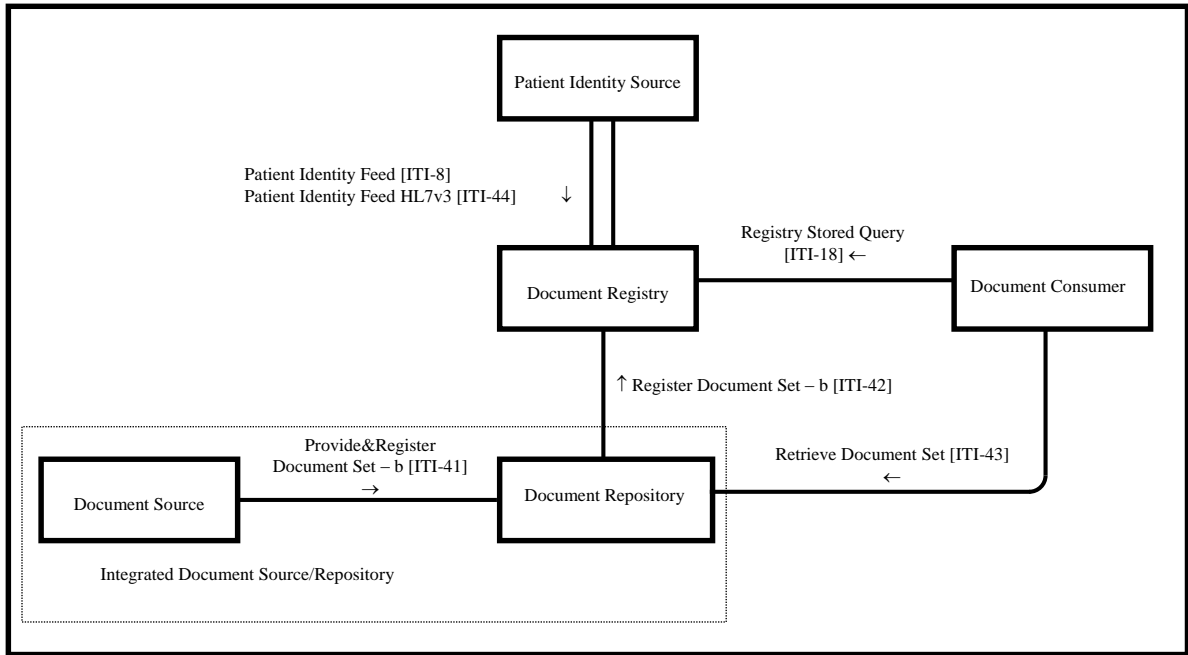 Patient Identity Source
Patient Identity Feed [ITI-8]
Patient Identity Feed HL7v3 [ITI-44] ↓
Registry Stored Query
[ITI-18] ←
Document Registry
Document Consumer
↑ Register Document Set – b [ITI-42]
Provide&Register
Document Set – b [ITI-41]
→
Retrieve Document Set [ITI-43]
←
Document Source
Document Repository
Integrated Document Source/Repository